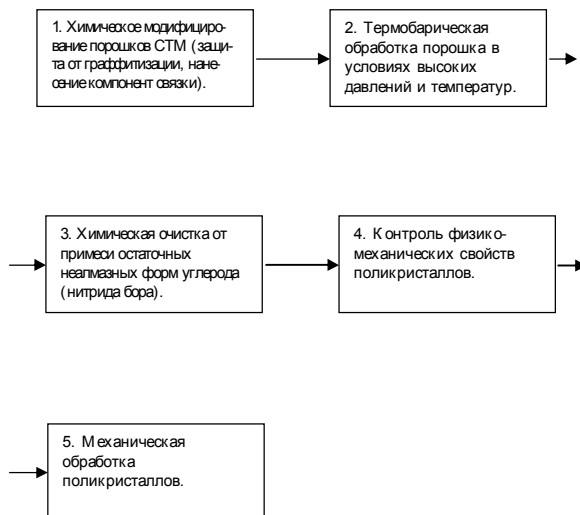 1. Химическое модифициро-
вание порошков СТМ (защи-
та от граффитизации, нане-
сение компонент связки).
2. Термобарическая
обработка порошка в
условиях высоких
давлений и температур.
3. Химическая очистка от
примеси остаточных
неалмазных форм углерода
(нитрида бора).
4. Контроль физико-
механических свойств
поликристаллов.
5. Механическая
обработка
поликристаллов.